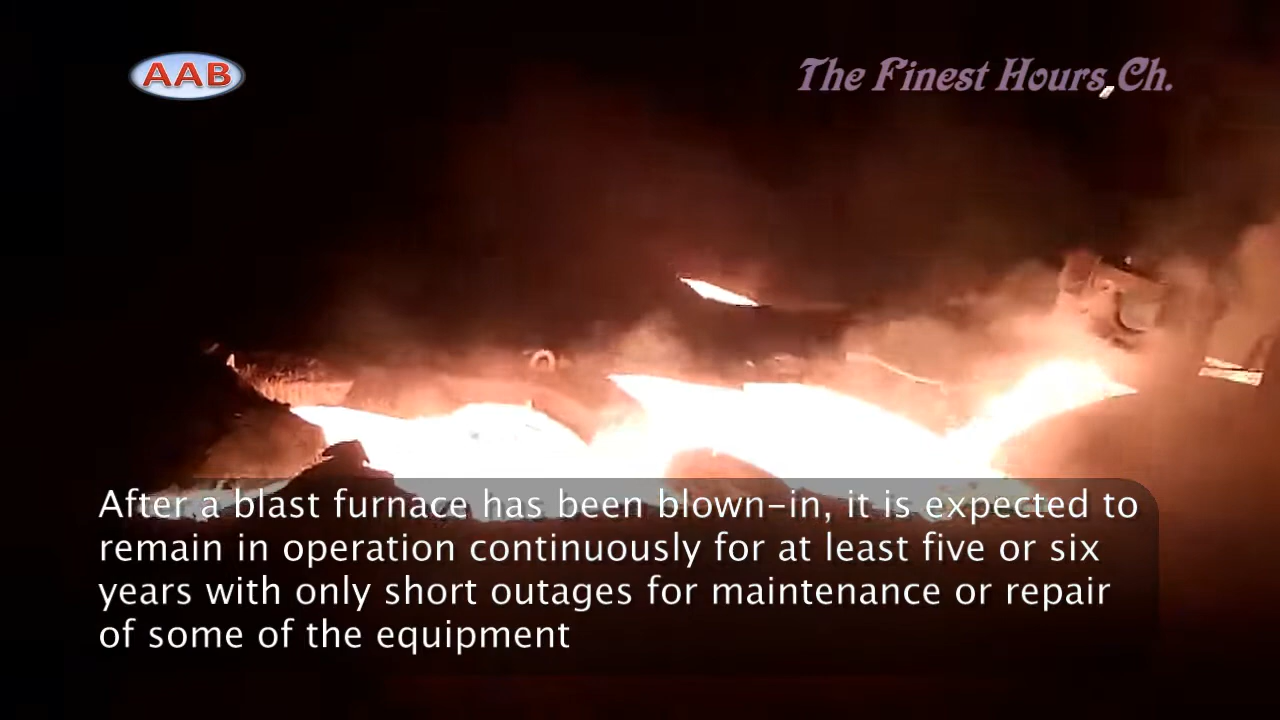 AAB
The Finest Hours, Ch.
After a blast furnace has been blown-in, it is expected to
remain in operation continuously for at least five or six
years with only short outages for maintenance or repair
of some of the equipment